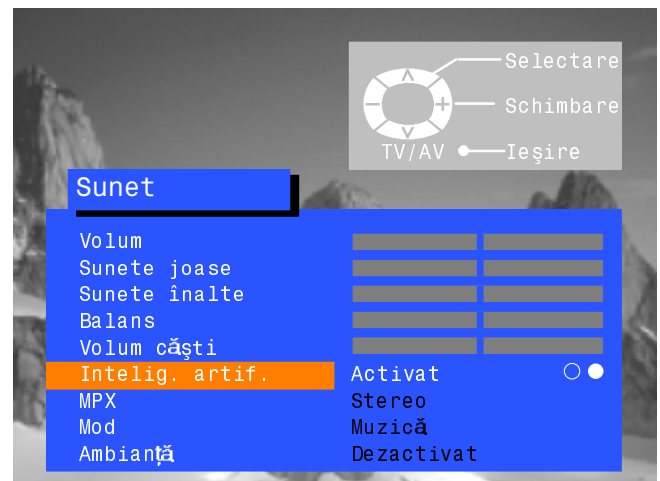 Selectare
Schimbare
TV/AV Ieşire
Sunet
Volum
Sunete joase
Sunete înalte
Balans
Volum căşti
Intelig. artif. Activat
MPX Stereo
Mod Muzică
Ambianţă Dezactivat